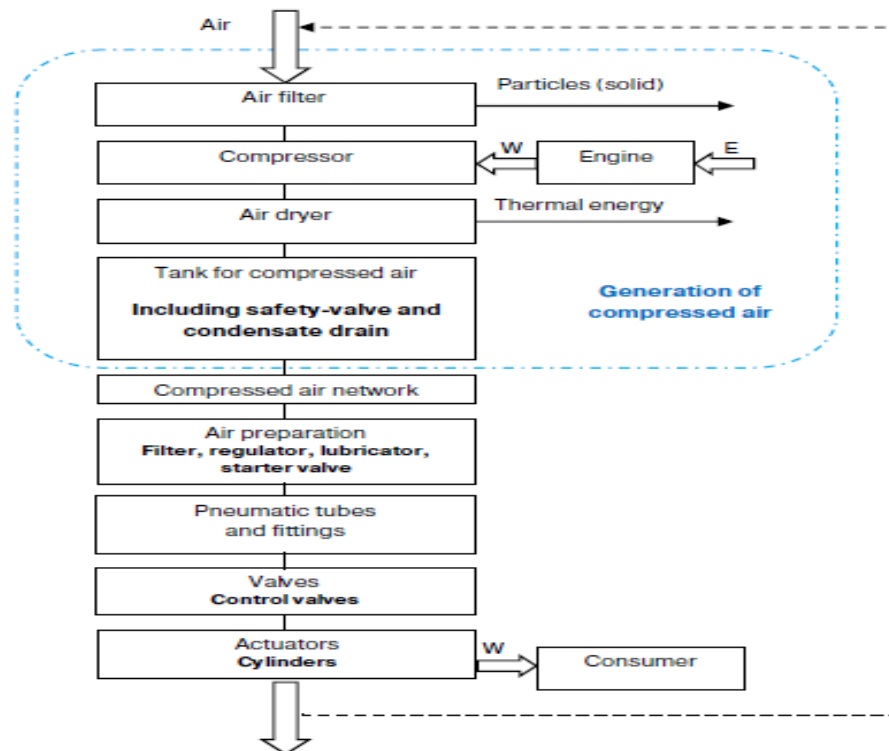 Air
Air filter
Particles (solid)
Compressor
W
Engine
E
Air dryer
Thermal energy
Tank for compressed air
Including safety-valve and
condensate drain
Generation of
compressed air
Compressed air network
Air preparation
Filter, regulator, lubricator,
starter valve
Pneumatic tubes
and fittings
Valves
Control valves
Actuators
Cylinders
W
Consumer